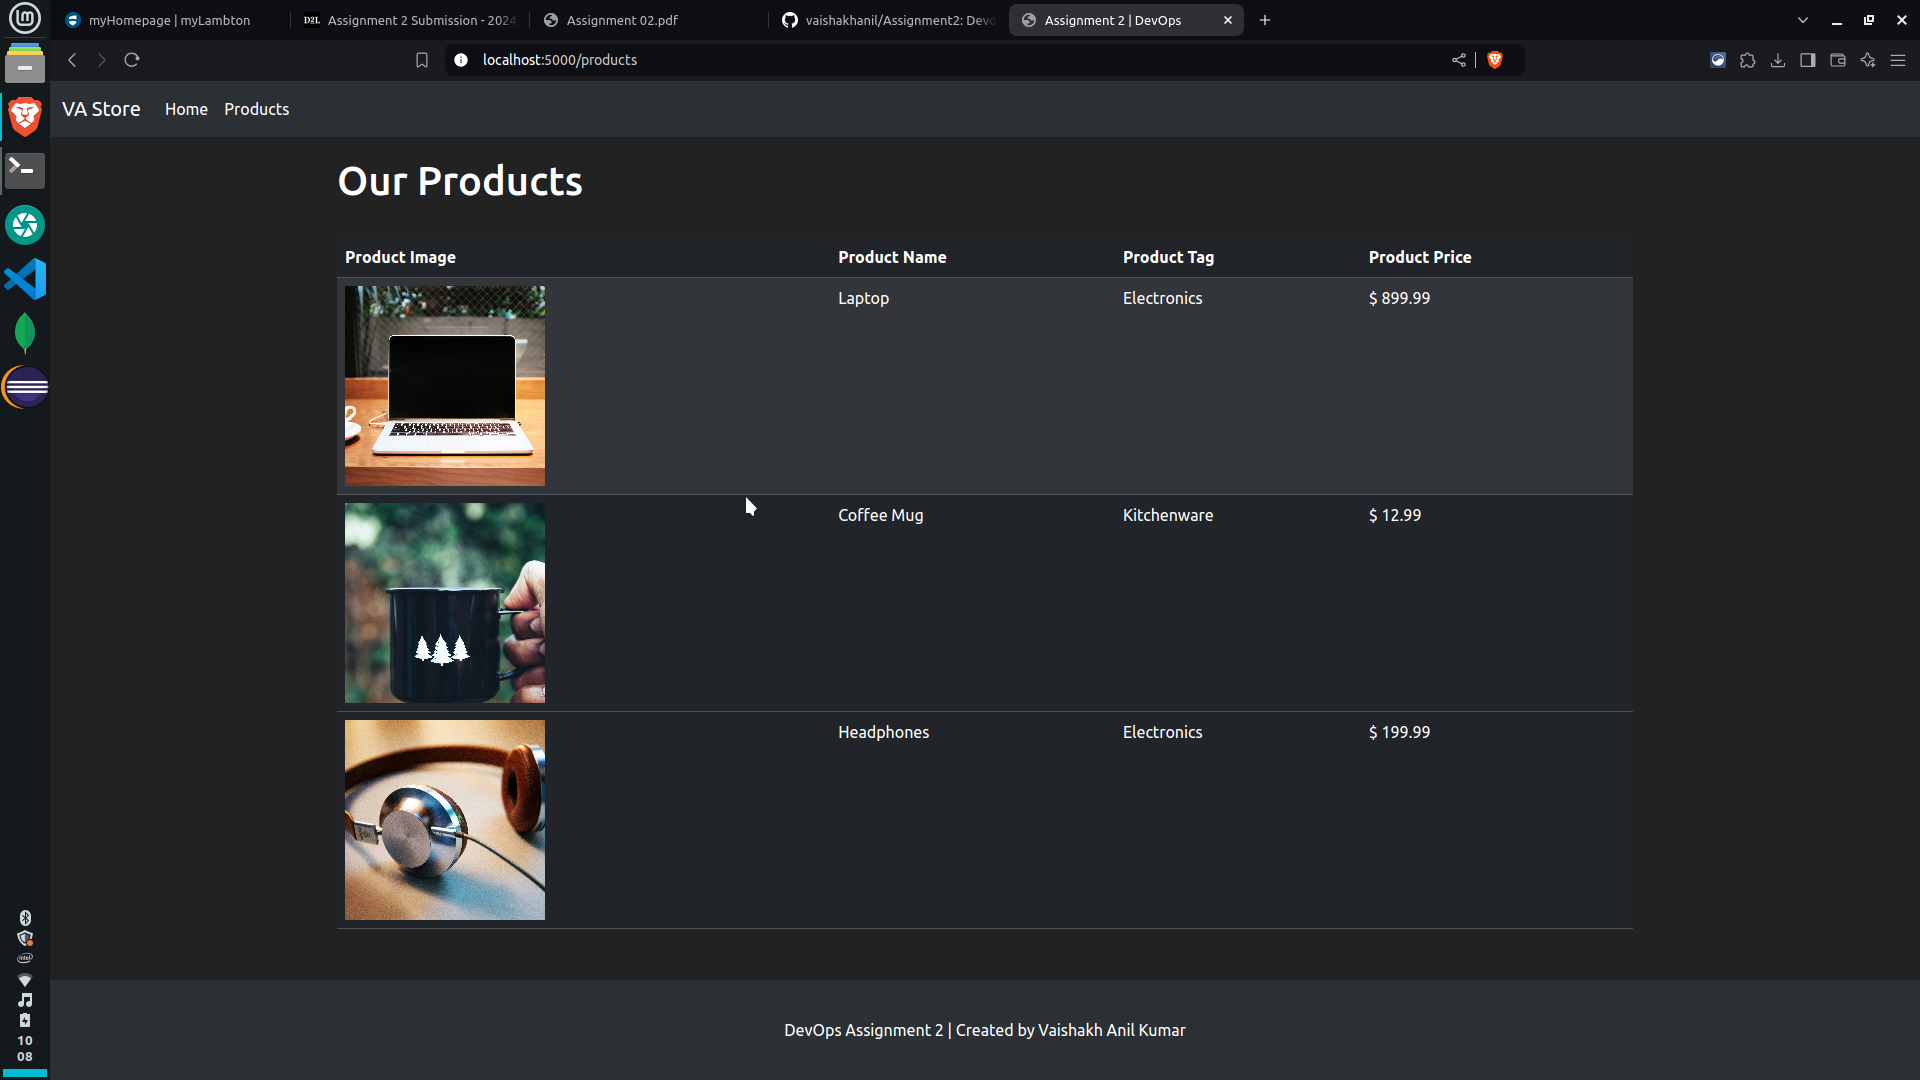 myHomepage | myLambton
D2L Assignment 2 Submission - 2024
Assignment 02.pdf
vaishakhanil/Assignment2: Devo
Assignment 2 | DevOps
localhost:5000/products
VA Store Home Products
Our Products
Product Image Product Name Product Tag Product Price
Laptop Electronics $ 899.99
Coffee Mug Kitchenware $ 12.99
Headphones Electronics $ 199.99
intel
10
08
DevOps Assignment 2 | Created by Vaishakh Anil Kumar